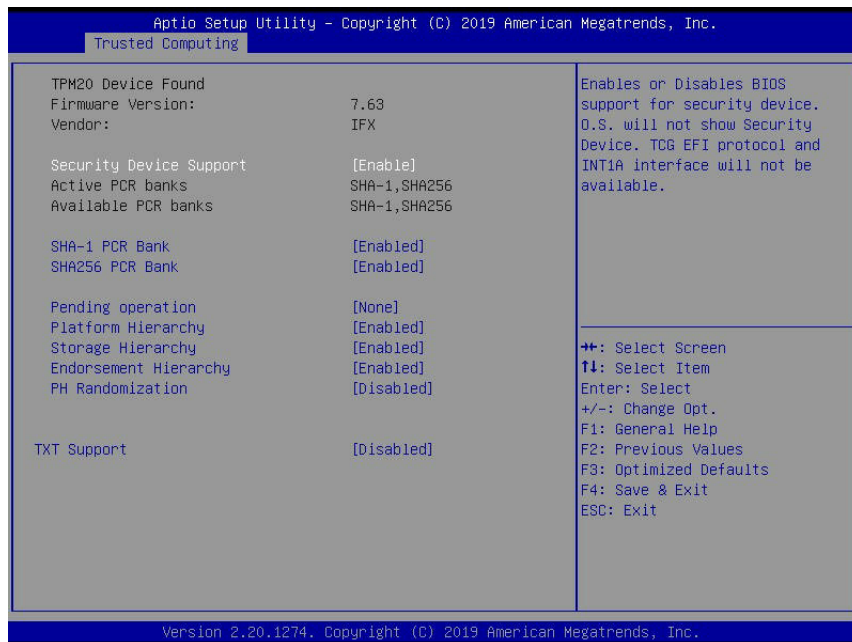 Aptio Setup Utility – Copyright (C) 2019 American Megatrends, Inc.
Trusted Computing
TPM20 Device Found
Firmware Version: 7.63
Vendor: IFX
Security Device Support [Enable]
Active PCR banks SHA-1,SHA256
Available PCR banks SHA-1,SHA256
SHA-1 PCR Bank [Enabled]
SHA256 PCR Bank [Enabled]
Pending operation [None]
Platform Hierarchy [Enabled]
Storage Hierarchy [Enabled]
Endorsement Hierarchy [Enabled]
PH Randomization [Disabled]
TXT Support [Disabled]
Enables or Disables BIOS
support for security device.
O.S. will not show Security
Device. TCG EFI protocol and
INT1A interface will not be
available.
→←: Select Screen
↑↓: Select Item
Enter: Select
+/-: Change Opt.
F1: General Help
F2: Previous Values
F3: Optimized Defaults
F4: Save & Exit
ESC: Exit
Version 2.20.1274. Copyright (C) 2019 American Megatrends, Inc.